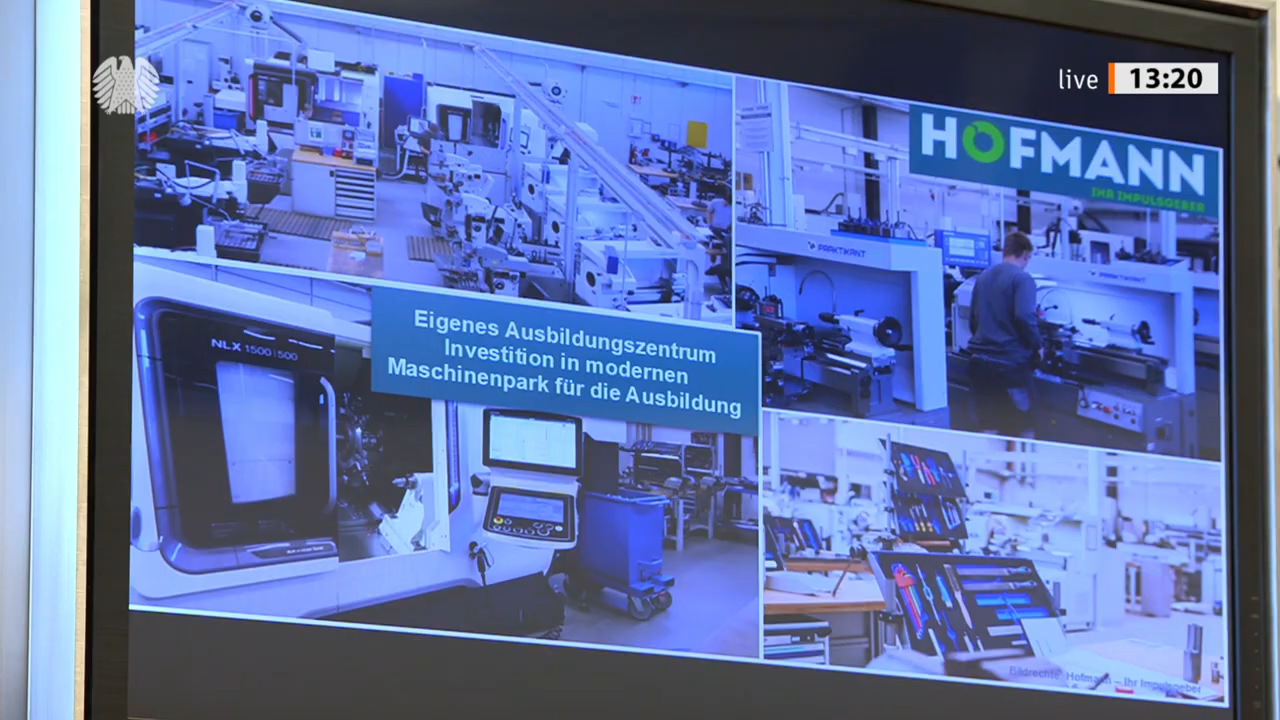 live 13:20
HOFMANN
IHR IMPULSGEBER
PRAKTIKANT
PRAKTIKANT
NLX 1500|500
Eigenes Ausbildungszentrum
Investition in modernen
Maschinenpark für die Ausbildung
Bildrechte: Hofmann – Ihr Impulsgeber